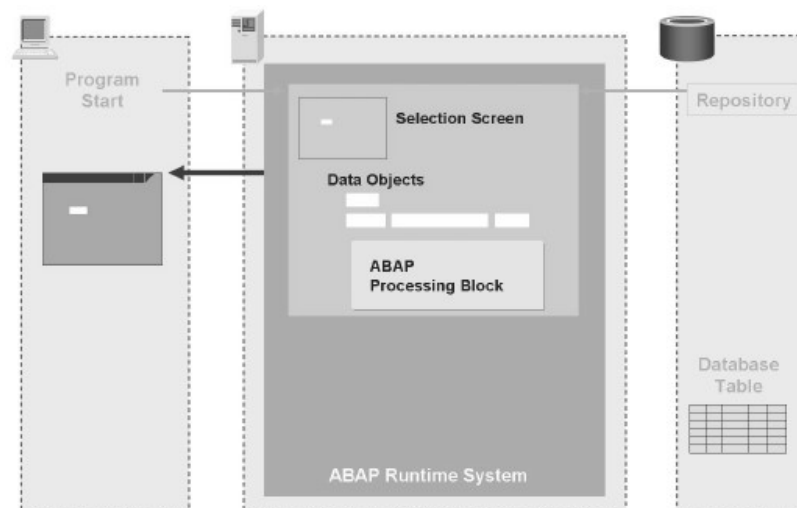 Program
Start
Selection Screen
Repository
Data Objects
ABAP
Processing Block
Database
Table
ABAP Runtime System